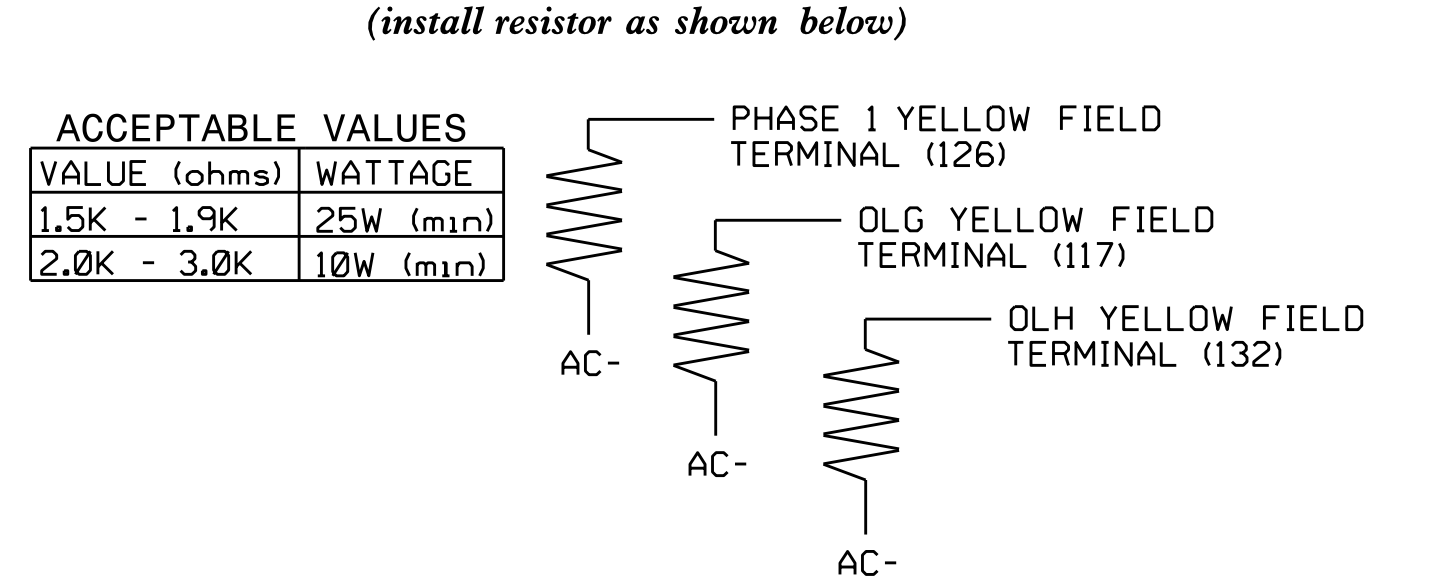 (install resistor as shown below)
ACCEPTABLE VALUES
VALUE (ohms) WATTAGE
1.5K - 1.9K 25W (min)
2.0K - 3.0K 10W (min)
PHASE 1 YELLOW FIELD
TERMINAL (126)
AC-
OLG YELLOW FIELD
TERMINAL (117)
AC-
OLH YELLOW FIELD
TERMINAL (132)
AC-